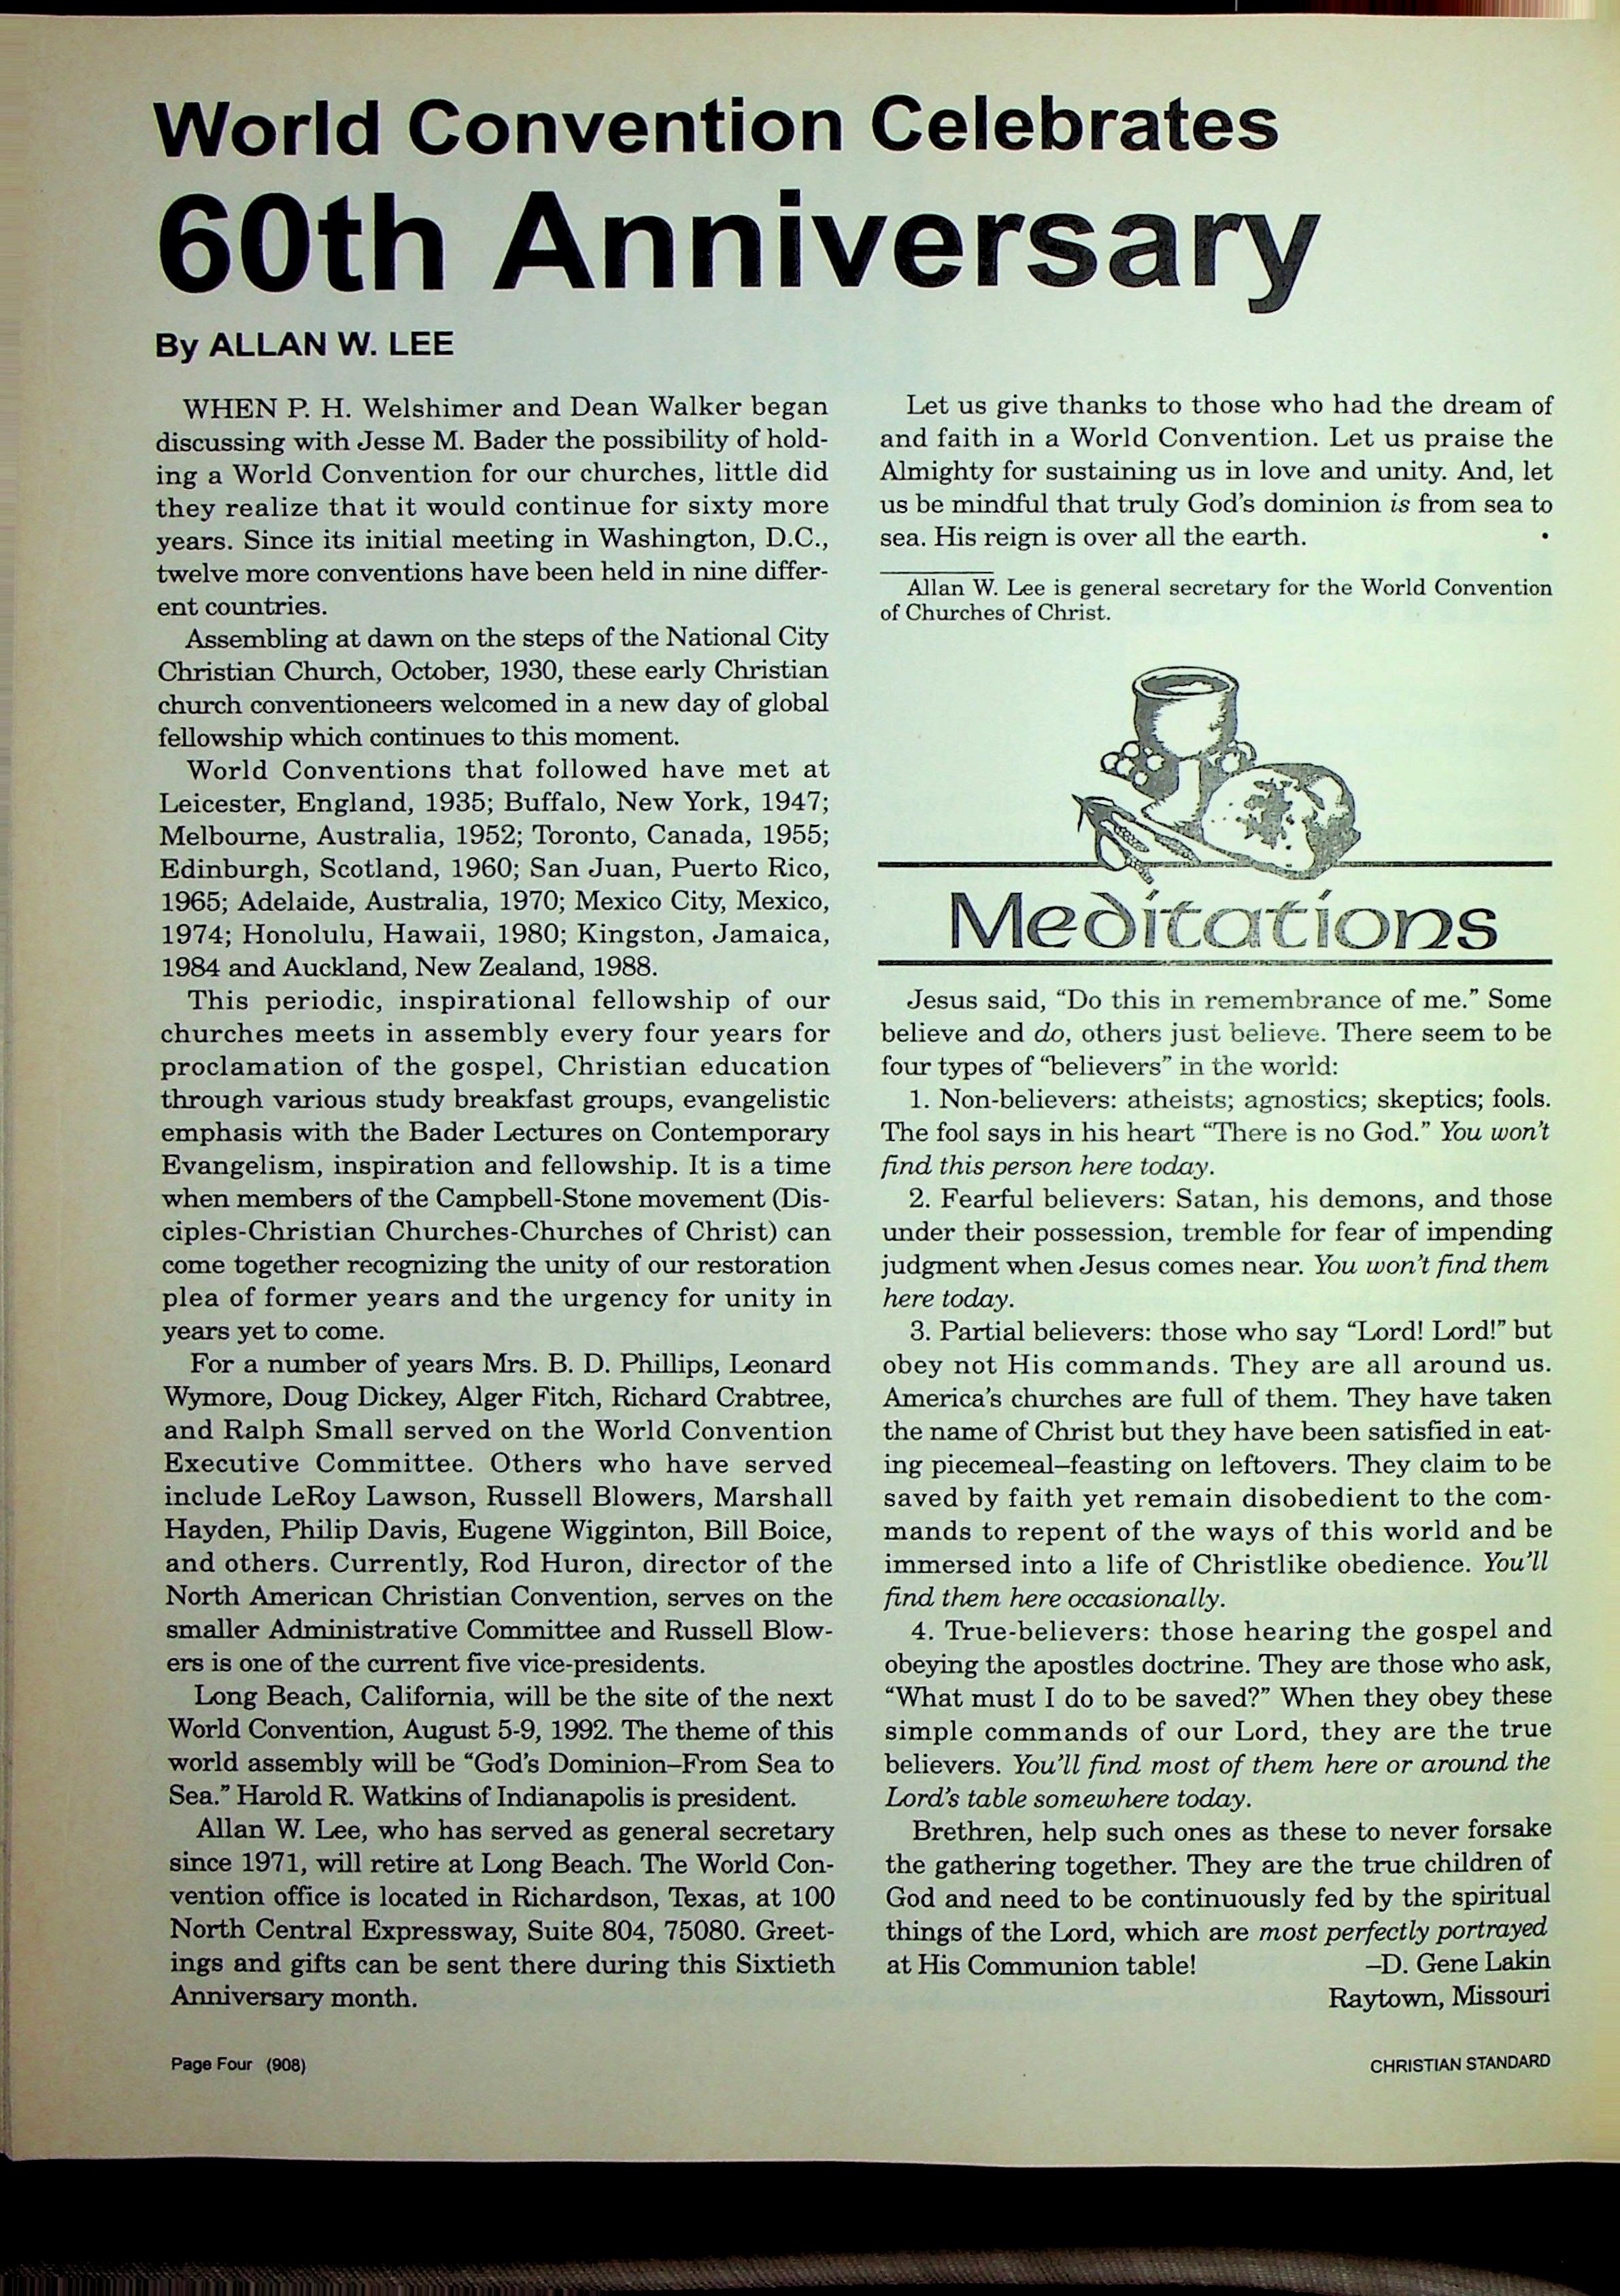 World Convention Celebrates
60th Anniversary
By ALLAN W. LEE
WHEN P. H. Welshimer and Dean Walker began
discussing with Jesse M. Bader the possibility of hold-
ing a World Convention for our churches, little did
they realize that it would continue for sixty more
years. Since its initial meeting in Washington, D.C.,
twelve more conventions have been held in nine differ-
ent countries.
Assembling at dawn on the steps of the National City
Christian Church, October, 1930, these early Christian
church conventioneers welcomed in a new day of global
fellowship which continues to this moment.
World Conventions that followed have met at
Leicester, England, 1935; Buffalo, New York, 1947;
Melbourne, Australia, 1952; Toronto, Canada, 1955;
Edinburgh, Scotland, 1960; San Juan, Puerto Rico,
1965; Adelaide, Australia, 1970; Mexico City, Mexico,
1974; Honolulu, Hawaii, 1980; Kingston, Jamaica,
1984 and Auckland, New Zealand, 1988.
This periodic, inspirational fellowship of our
churches meets in assembly every four years for
proclamation of the gospel, Christian education
through various study breakfast groups, evangelistic
emphasis with the Bader Lectures on Contemporary
Evangelism, inspiration and fellowship. It is a time
when members of the Campbell-Stone movement (Dis-
ciples-Christian Churches-Churches of Christ) can
come together recognizing the unity of our restoration
plea of former years and the urgency for unity in
years yet to come.
For a number of years Mrs. B. D. Phillips, Leonard
Wymore, Doug Dickey, Alger Fitch, Richard Crabtree,
and Ralph Small served on the World Convention
Executive Committee. Others who have served
include LeRoy Lawson, Russell Blowers, Marshall
Hayden, Philip Davis, Eugene Wigginton, Bill Boice,
and others. Currently, Rod Huron, director of the
North American Christian Convention, serves on the
smaller Administrative Committee and Russell Blow-
ers is one of the current five vice-presidents.
Long Beach, California, will be the site of the next
World Convention, August 5-9, 1992. The theme of this
world assembly will be “God’s Dominion–From Sea to
Sea.” Harold R. Watkins of Indianapolis is president.
Allan W. Lee, who has served as general secretary
since 1971, will retire at Long Beach. The World Con-
vention office is located in Richardson, Texas, at 100
North Central Expressway, Suite 804, 75080. Greet-
ings and gifts can be sent there during this Sixtieth
Anniversary month.
Let us give thanks to those who had the dream of
and faith in a World Convention. Let us praise the
Almighty for sustaining us in love and unity. And, let
us be mindful that truly God’s dominion is from sea to
sea. His reign is over all the earth. •
Allan W. Lee is general secretary for the World Convention
of Churches of Christ.
Meditations
Jesus said, “Do this in remembrance of me.” Some
believe and do, others just believe. There seem to be
four types of “believers” in the world:
1. Non-believers: atheists; agnostics; skeptics; fools.
The fool says in his heart “There is no God.” You won’t
find this person here today.
2. Fearful believers: Satan, his demons, and those
under their possession, tremble for fear of impending
judgment when Jesus comes near. You won’t find them
here today.
3. Partial believers: those who say “Lord! Lord!” but
obey not His commands. They are all around us.
America’s churches are full of them. They have taken
the name of Christ but they have been satisfied in eat-
ing piecemeal–feasting on leftovers. They claim to be
saved by faith yet remain disobedient to the com-
mands to repent of the ways of this world and be
immersed into a life of Christlike obedience. You’ll
find them here occasionally.
4. True-believers: those hearing the gospel and
obeying the apostles doctrine. They are those who ask,
“What must I do to be saved?” When they obey these
simple commands of our Lord, they are the true
believers. You’ll find most of them here or around the
Lord’s table somewhere today.
Brethren, help such ones as these to never forsake
the gathering together. They are the true children of
God and need to be continuously fed by the spiritual
things of the Lord, which are most perfectly portrayed
at His Communion table! –D. Gene Lakin
Raytown, Missouri
Page Four (908)
CHRISTIAN STANDARD